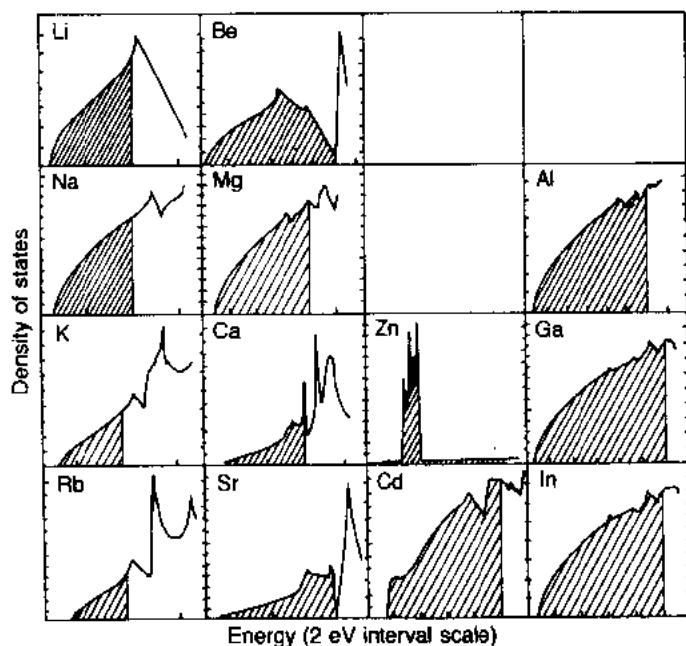 Li Be
Na Mg Al
K Ca Zn Ga
Rb Sr Cd In
Density of states
Energy (2 eV interval scale)